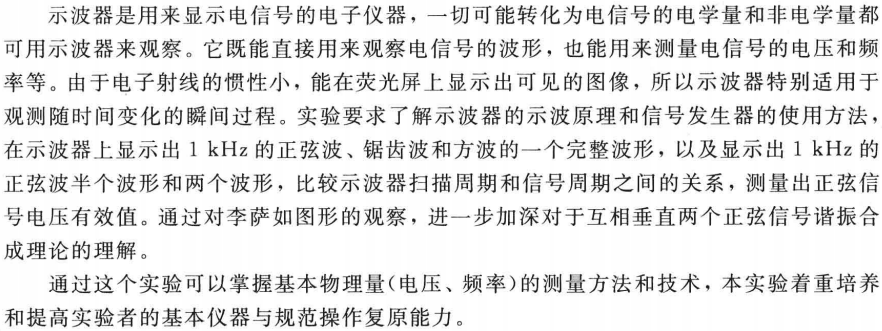 示波器是用来显示电信号的电子仪器，一切可能转化为电信号的电学量和非电学量都
可用示波器来观察。它既能直接用来观察电信号的波形，也能用来测量电信号的电压和频
率等。由于电子射线的惯性小，能在荧光屏上显示出可见的图像，所以示波器特别适用于
观测随时间变化的瞬间过程。实验要求了解示波器的示波原理和信号发生器的使用方法，
在示波器上显示出 1 kHz 的正弦波、锯齿波和方波的一个完整波形，以及显示出 1 kHz 的
正弦波半个波形和两个波形，比较示波器扫描周期和信号周期之间的关系，测量出正弦信
号电压有效值。通过对李萨如图形的观察，进一步加深对于互相垂直两个正弦信号谐振合
成理论的理解。
通过这个实验可以掌握基本物理量(电压、频率)的测量方法和技术，本实验着重培养
和提高实验者的基本仪器与规范操作复原能力。